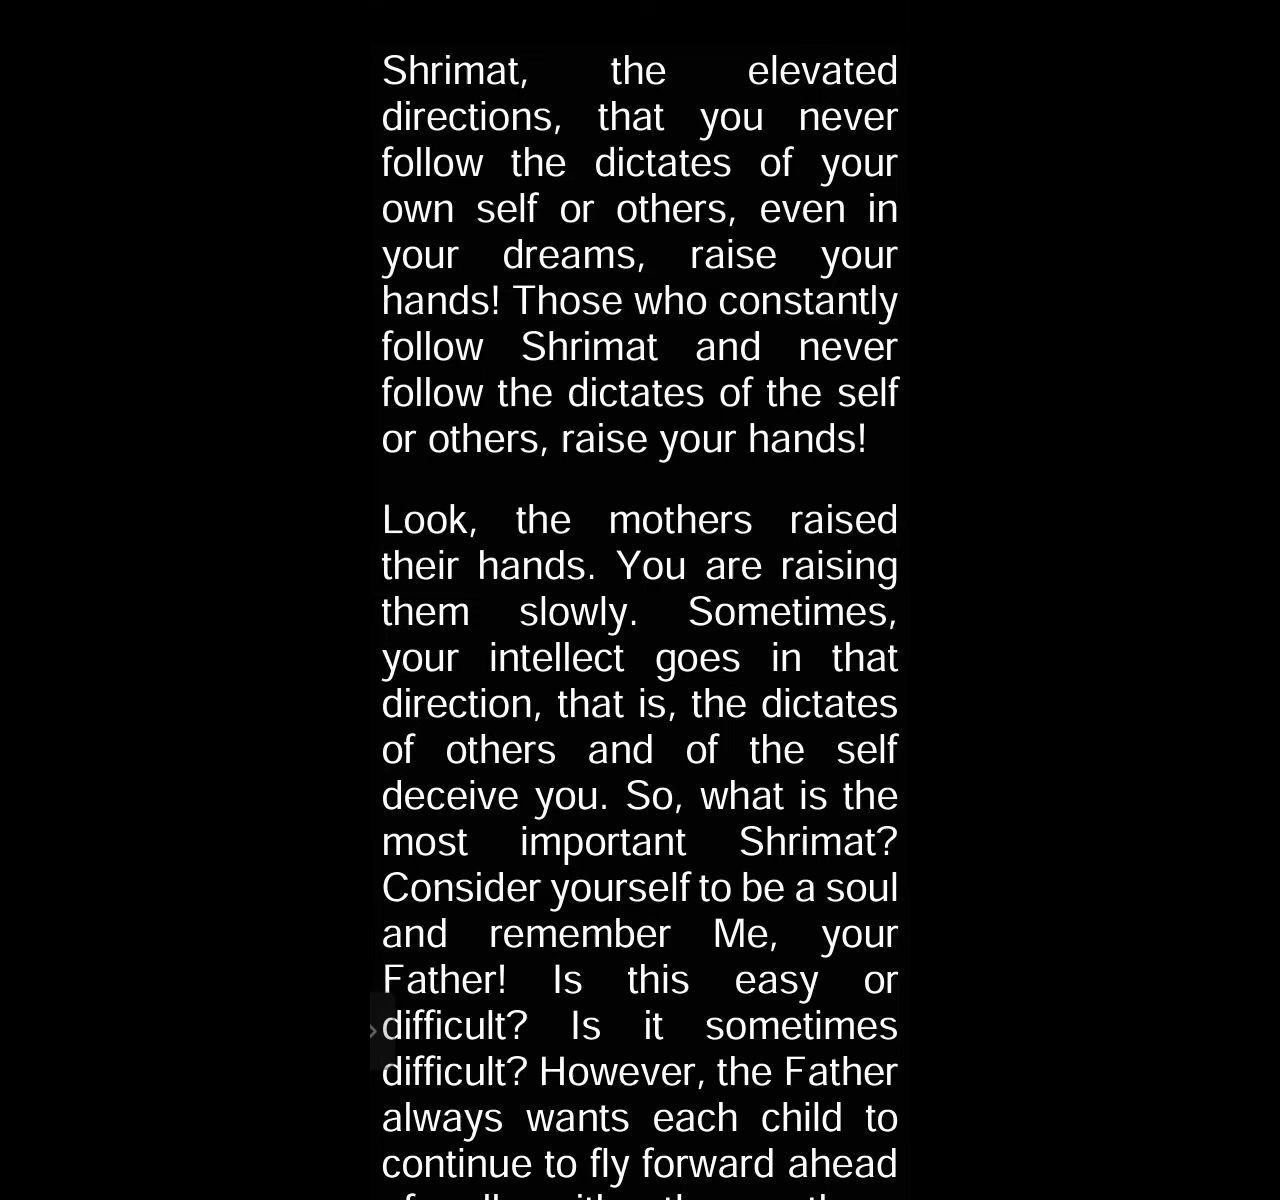 Shrimat, the elevated
directions, that you never
follow the dictates of your
own self or others, even in
your dreams, raise your
hands! Those who constantly
follow Shrimat and never
follow the dictates of the self
or others, raise your hands!
Look, the mothers raised
their hands. You are raising
them slowly. Sometimes,
your intellect goes in that
direction, that is, the dictates
of others and of the self
deceive you. So, what is the
most important Shrimat?
Consider yourself to be a soul
and remember Me, your
Father! Is this easy or
difficult? Is it sometimes
difficult? However, the Father
always wants each child to
continue to fly forward ahead